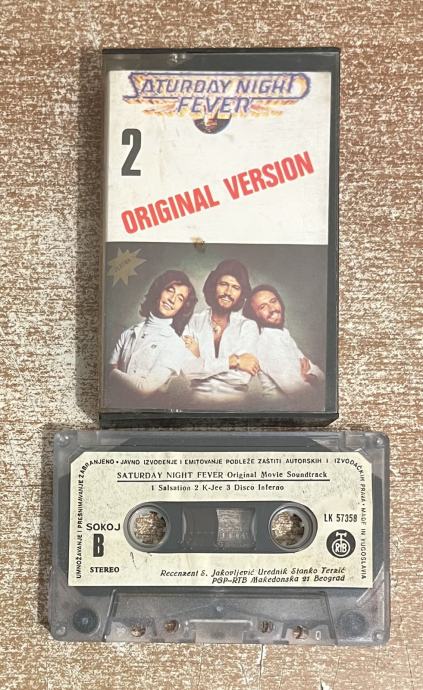 SATURDAY NIGHT
FEVER
2
ORIGINAL VERSION
UMNOŽAVANJE I PRESNIMAVANJE ZABRANJENO • JAVNO IZVOĐENJE I EMITOVANJE PODLEŽE ZAŠTITI AUTORSKIH I IZVOĐAČKIH PRAVA • MADE IN YUGOSLAVIA
SATURDAY NIGHT FEVER Original Movie Soundtrack
1 Salsation 2 K-Jee 3 Disco Inferno
SOKOJ
LK 57358
B
RTB
STEREO
Recenzent S. Jakovljević Urednik Stanko Terzić
PGP-RTB Makedonska 21 Beograd